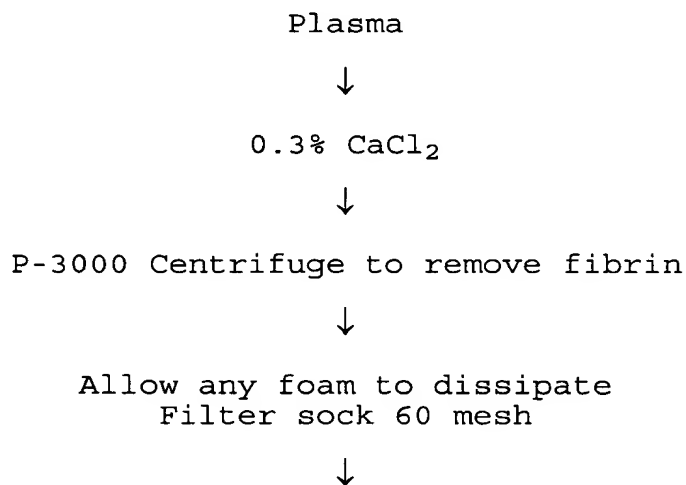 Plasma
↓
0.3% CaCl₂
↓
P-3000 Centrifuge to remove fibrin
↓
Allow any foam to dissipate
Filter sock 60 mesh
↓